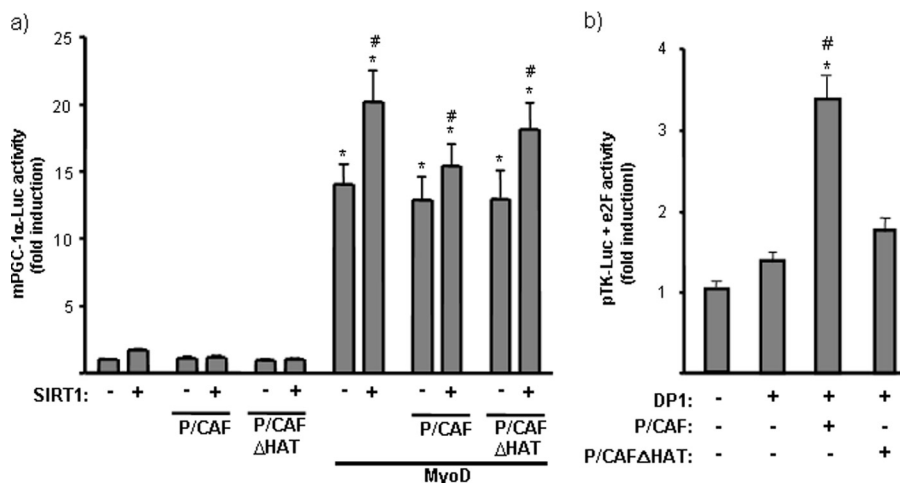 a)
mPGC-1α-Luc activity
(fold induction)
25
20
15
10
5
* # * * # * * # *
SIRT1: - + - + - + - + - + - +
P/CAF P/CAF ΔHAT P/CAF P/CAF ΔHAT
MyoD
b)
pTK-Luc + e2F activity
(fold inductionI)
4
3
2
1
#
*
DP1: - + + +
P/CAF: - - + -
P/CAFΔHAT: - - - +